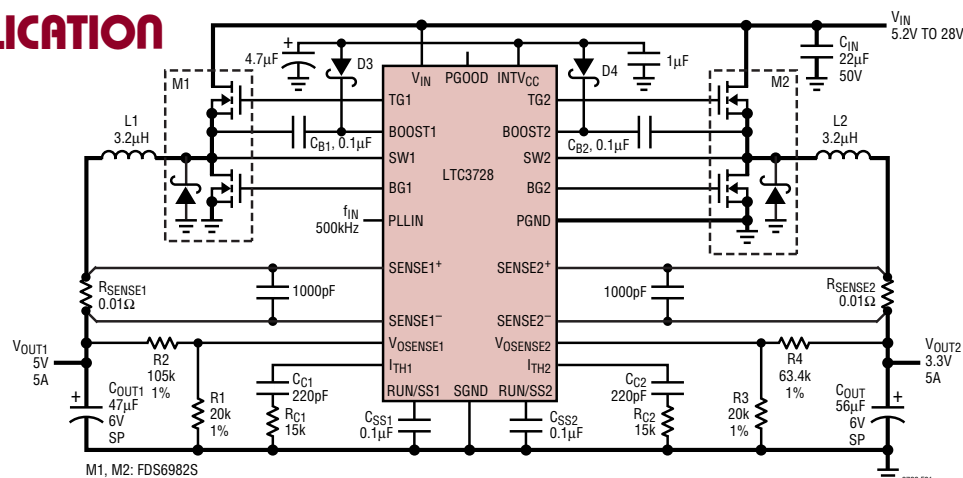 LICATION
VIN
5.2V TO 28V
CIN
22µF
50V
4.7µF
D3
D4
1µF
VIN PGOOD INTVCC
M1
M2
TG1
TG2
L1
3.2µH
L2
3.2µH
BOOST1
BOOST2
CB1, 0.1µF
CB2, 0.1µF
SW1
SW2
LTC3728
BG1
BG2
fIN
500kHz
PLLIN
PGND
SENSE1+
SENSE2+
RSENSE1
0.01Ω
1000pF
1000pF
RSENSE2
0.01Ω
SENSE1–
SENSE2–
VOSENSE1
VOSENSE2
VOUT1
5V
5A
R2
105k
1%
R4
63.4k
1%
VOUT2
3.3V
5A
ITH1
ITH2
COUT1
47µF
6V
SP
R1
20k
1%
CC1
220pF
RC1
15k
RUN/SS1 SGND RUN/SS2
CSS1
0.1µF
CSS2
0.1µF
CC2
220pF
RC2
15k
R3
20k
1%
COUT
56µF
6V
SP
M1, M2: FDS6982S